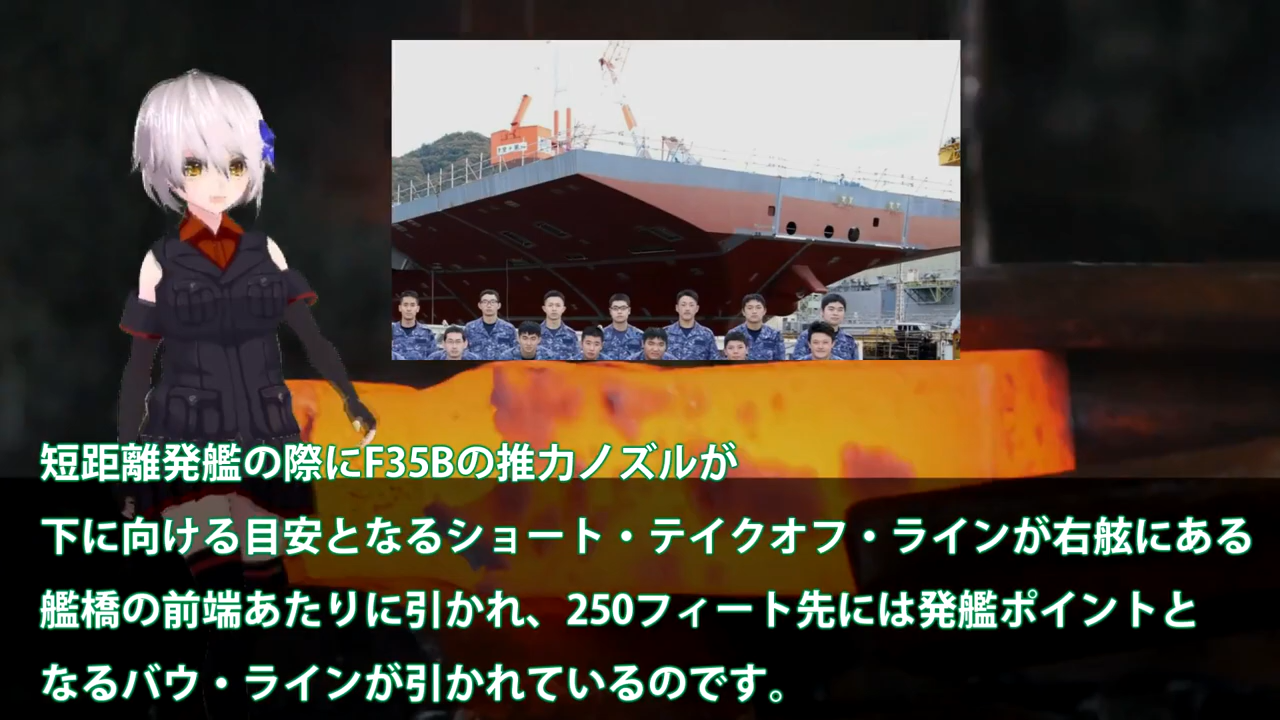 短距離発艦の際にF35Bの推力ノズルが
下に向ける目安となるショート・テイクオフ・ラインが右舷にある
艦橋の前端あたりに引かれ、250フィート先には発艦ポイントと
なるバウ・ラインが引かれているのです。